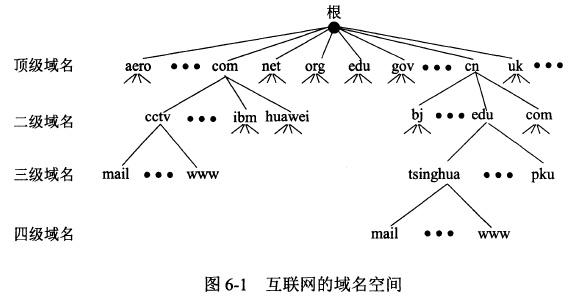 根
顶级域名 aero ••• com net org edu gov ••• cn uk •••
二级域名 cctv ••• ibm huawei bj ••• edu com
三级域名 mail ••• www tsinghua ••• pku
四级域名 mail ••• www
图 6-1 互联网的域名空间